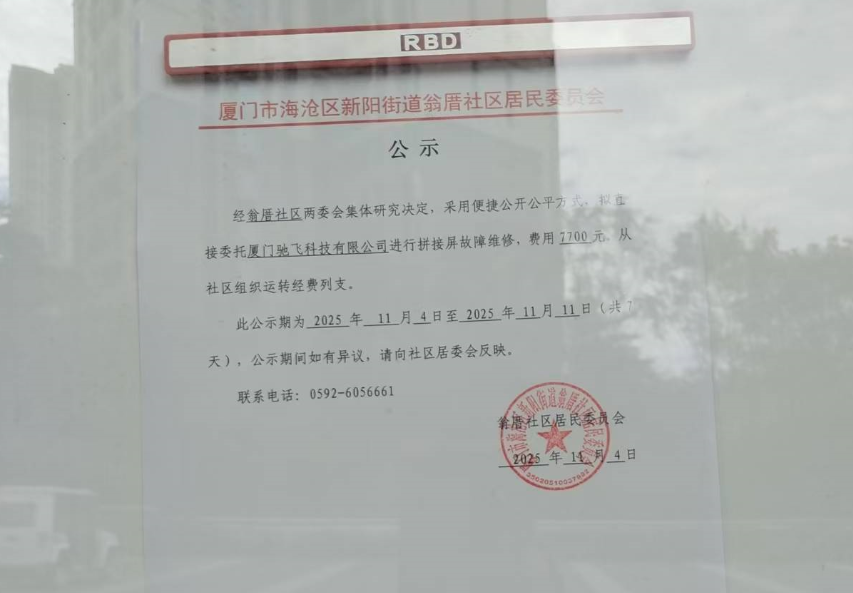 RBD
厦门市海沧区新阳街道翁厝社区居民委员会
公示
经翁厝社区两委会集体研究决定，采用便捷公开公平方式，拟直
接委托厦门驰飞科技有限公司进行拼接屏故障维修，费用 7700 元，从
社区组织运转经费列支。
此公示期为 2025 年 11 月 4 日至 2025 年 11 月 11 日（共 7
天），公示期间如有异议，请向社区居委会反映。
联系电话：0592-6056661
翁厝社区居民委员会
2025 年 11 月 4 日